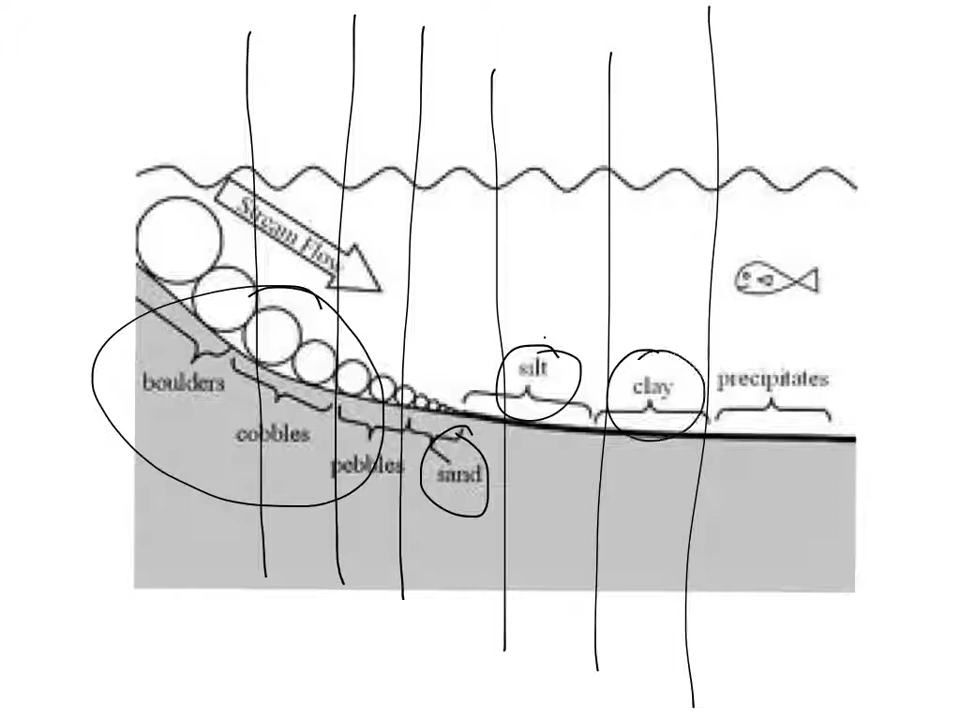 Stream Flow
silt
boulders
clay
precipitates
cobbles
pebbles
sand